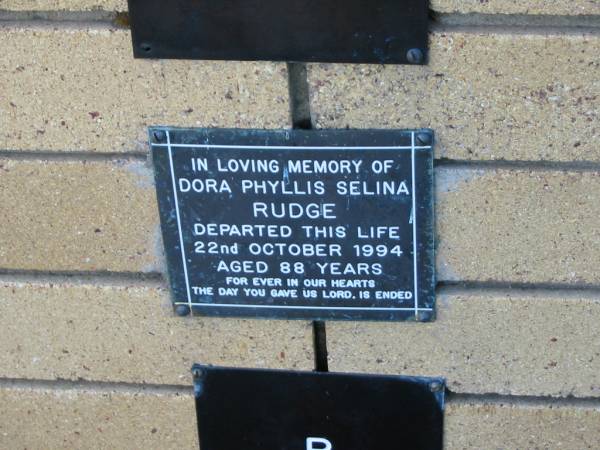 IN LOVING MEMORY OF
DORA PHYLLIS SELINA
RUDGE
DEPARTED THIS LIFE
22nd OCTOBER 1994
AGED 88 YEARS
FOR EVER IN OUR HEARTS
THE DAY YOU GAVE US LORD, IS ENDED